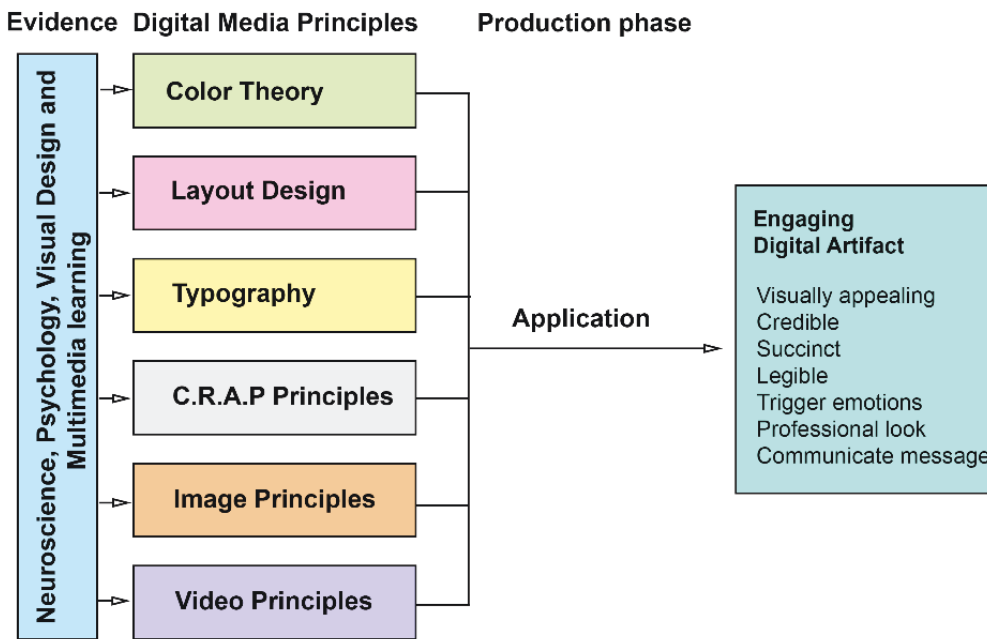 Evidence
Digital Media Principles
Production phase
Neuroscience, Psychology, Visual Design and
Multimedia learning
Color Theory
Layout Design
Typography
C.R.A.P Principles
Image Principles
Video Principles
Application
Engaging
Digital Artifact
Visually appealing
Credible
Succinct
Legible
Trigger emotions
Professional look
Communicate message